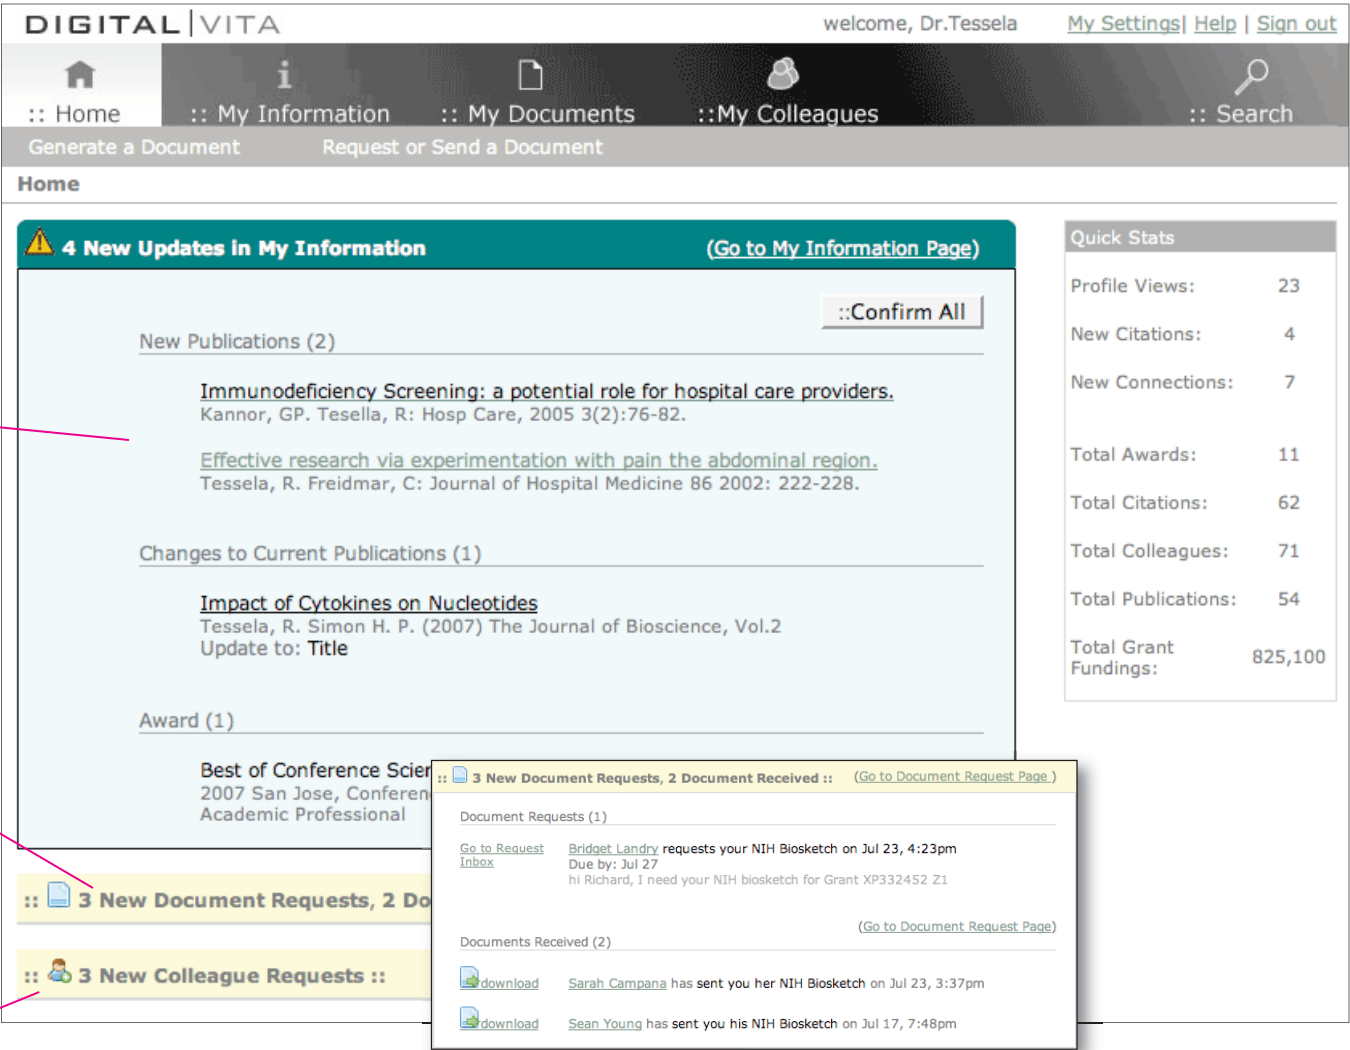 DIGITAL|VITA
welcome, Dr.Tessela My Settings| Help | Sign out
:: Home :: My Information :: My Documents ::My Colleagues :: Search
Generate a Document Request or Send a Document
Home
4 New Updates in My Information (Go to My Information Page)
::Confirm All
New Publications (2)
Immunodeficiency Screening: a potential role for hospital care providers.
Kannor, GP. Tesella, R: Hosp Care, 2005 3(2):76-82.
Effective research via experimentation with pain the abdominal region.
Tessela, R. Freidmar, C: Journal of Hospital Medicine 86 2002: 222-228.
Changes to Current Publications (1)
Impact of Cytokines on Nucleotides
Tessela, R. Simon H. P. (2007) The Journal of Bioscience, Vol.2
Update to: Title
Award (1)
Best of Conference Scier
2007 San Jose, Conferen
Academic Professional
:: 3 New Document Requests, 2 Do
:: 3 New Colleague Requests ::
Quick Stats
Profile Views: 23
New Citations: 4
New Connections: 7
Total Awards: 11
Total Citations: 62
Total Colleagues: 71
Total Publications: 54
Total Grant
Fundings: 825,100
:: 3 New Document Requests, 2 Document Received :: (Go to Document Request Page )
Document Requests (1)
Go to Request
Inbox
Bridget Landry requests your NIH Biosketch on Jul 23, 4:23pm
Due by: Jul 27
hi Richard, I need your NIH biosketch for Grant XP332452 Z1
(Go to Document Request Page)
Documents Received (2)
download Sarah Campana has sent you her NIH Biosketch on Jul 23, 3:37pm
download Sean Young has sent you his NIH Biosketch on Jul 17, 7:48pm